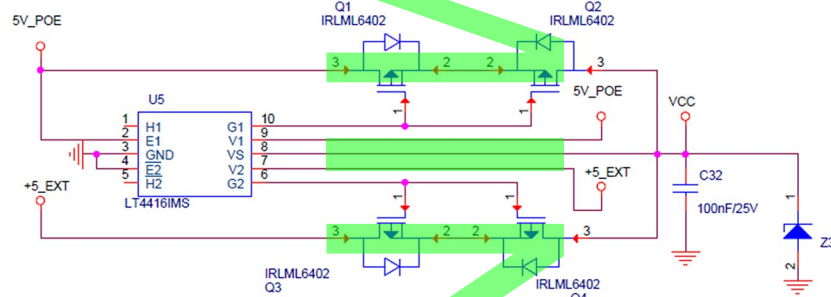 Q1
Q2
5V_POE
IRLML6402
IRLML6402
3
2
2
3
5V_POE
U5
1
1
VCC
1 H1 G1 10
2 E1 V1 9
3 GND VS 8
4 E2 V2 7
5 H2 G2 6
+5_EXT
+5_EXT
C32
LT4416IMS
100nF/25V
1
1
1
3
2
2
3
2
IRLML6402
Q3
IRLML6402